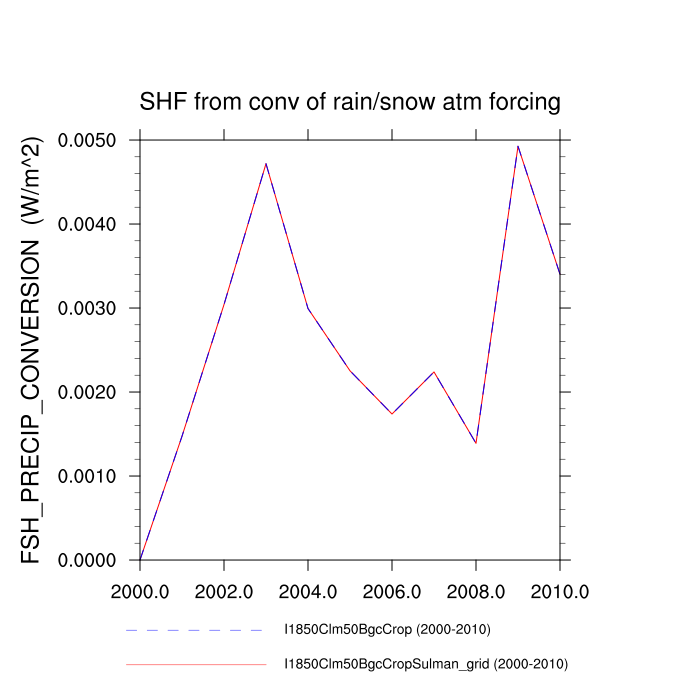 SHF from conv of rain/snow atm forcing
FSH_PRECIP_CONVERSION (W/m^2)
0.0050
0.0040
0.0030
0.0020
0.0010
0.0000
2000.0 2002.0 2004.0 2006.0 2008.0 2010.0
I1850Clm50BgcCrop (2000-2010)
I1850Clm50BgcCropSulman_grid (2000-2010)